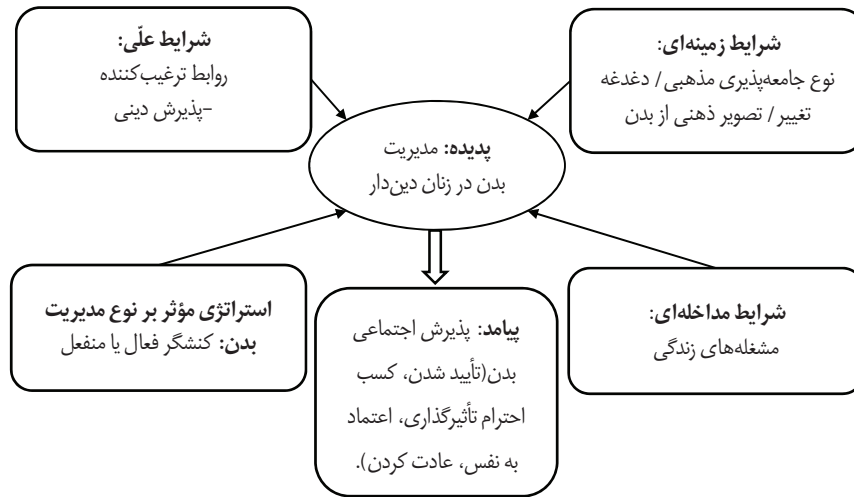 شرایط زمینه‌ای:
نوع جامعه‌پذیری مذهبی/ دغدغه
تغییر/ تصویر ذهنی از بدن
شرایط علّی:
روابط ترغیب‌کننده
-پذیرش دینی
پدیده: مدیریت
بدن در زنان دین‌دار
شرایط مداخله‌ای:
مشغله‌های زندگی
پیامد: پذیرش اجتماعی
بدن(تأیید شدن، کسب
احترام تأثیرگذاری، اعتماد
به نفس، عادت کردن).
استراتژی مؤثر بر نوع مدیریت
بدن: کنشگر فعال یا منفعل